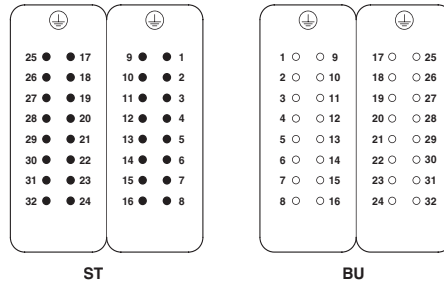 25 17 9 1 1 9 17 25
26 18 10 2 2 10 18 26
27 19 11 3 3 11 19 27
28 20 12 4 4 12 20 28
29 21 13 5 5 13 21 29
30 22 14 6 6 14 22 30
31 23 15 7 7 15 23 31
32 24 16 8 8 16 24 32
ST BU